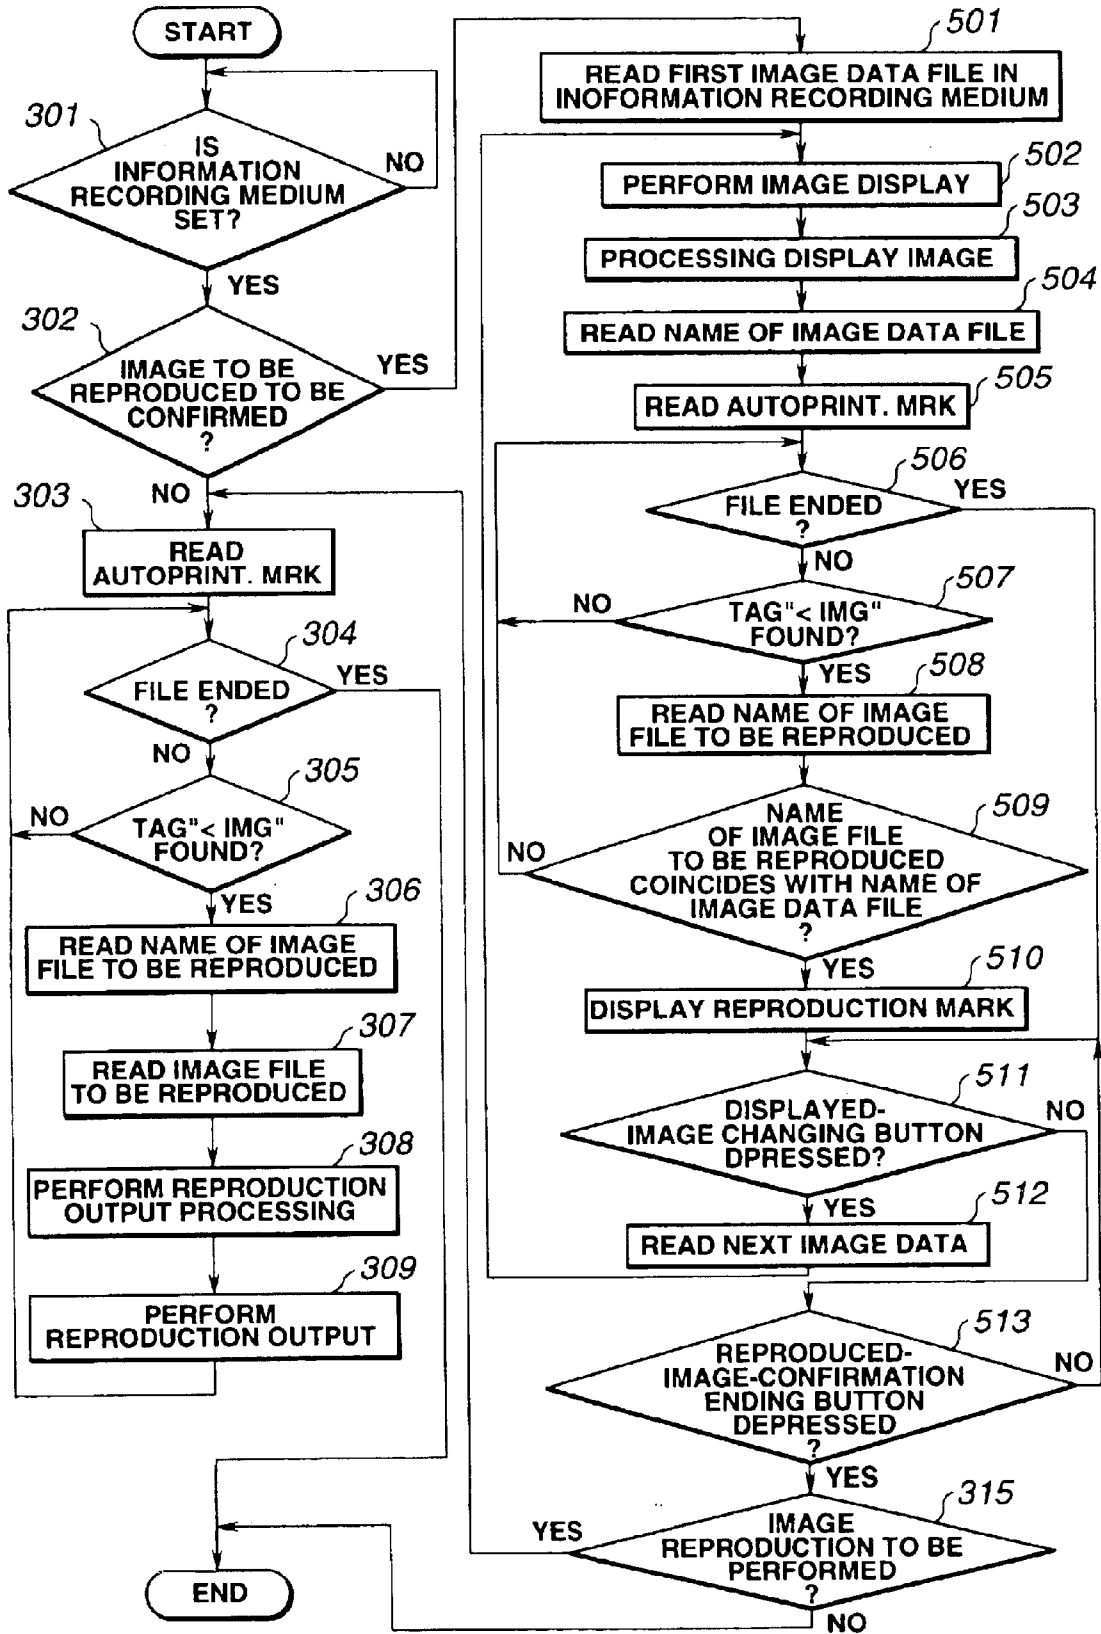 START
301
IS
INFORMATION
RECORDING MEDIUM
SET?
NO
YES
302
IMAGE TO BE
REPRODUCED TO BE
CONFIRMED
?
YES
NO
303
READ
AUTOPRINT. MRK
304
FILE ENDED
?
YES
NO
305
TAG"< IMG"
FOUND?
NO
YES
306
READ NAME OF IMAGE
FILE TO BE REPRODUCED
307
READ IMAGE FILE
TO BE REPRODUCED
308
PERFORM REPRODUCTION
OUTPUT PROCESSING
309
PERFORM
REPRODUCTION OUTPUT
END
501
READ FIRST IMAGE DATA FILE IN
INOFORMATION RECORDING MEDIUM
502
PERFORM IMAGE DISPLAY
503
PROCESSING DISPLAY IMAGE
504
READ NAME OF IMAGE DATA FILE
505
READ AUTOPRINT. MRK
506
FILE ENDED
?
YES
NO
507
TAG"< IMG"
FOUND?
NO
YES
508
READ NAME OF IMAGE
FILE TO BE REPRODUCED
509
NAME
OF IMAGE FILE
TO BE REPRODUCED
COINCIDES WITH NAME OF
IMAGE DATA FILE
?
NO
YES
510
DISPLAY REPRODUCTION MARK
511
DISPLAYED-
IMAGE CHANGING BUTTON
DPRESSED?
NO
YES
512
READ NEXT IMAGE DATA
513
REPRODUCED-
IMAGE-CONFIRMATION
ENDING BUTTON
DEPRESSED
?
NO
YES
315
IMAGE
REPRODUCTION TO BE
PERFORMED
?
YES
NO